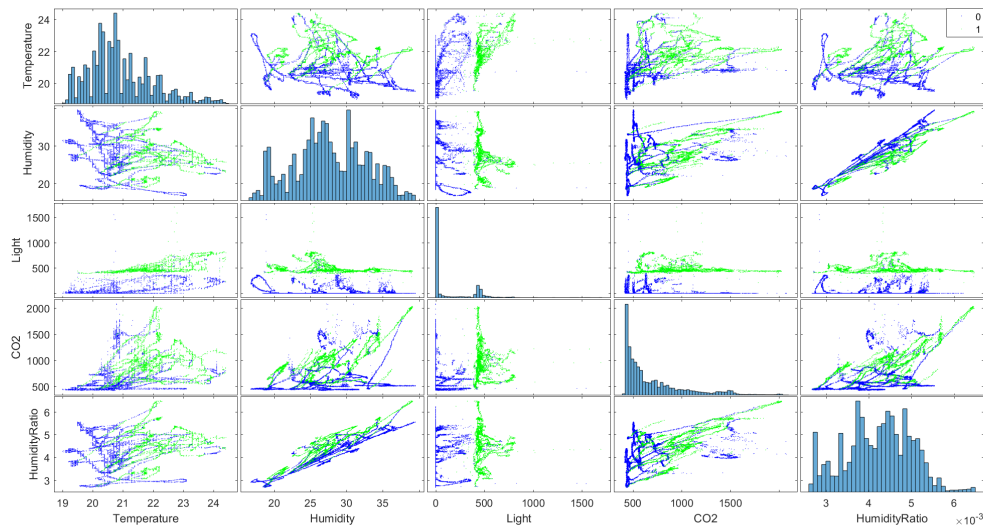 24
22
20
Temperature
0
1
30
20
Humidity
1500
1000
500
Light
2000
1500
1000
500
CO2
6
5
4
3
HumidityRatio
19 20 21 22 23 24
20 25 30 35
0 500 1000 1500
500 1000 1500
3 4 5 6
×10⁻³
Temperature Humidity Light CO2 HumidityRatio